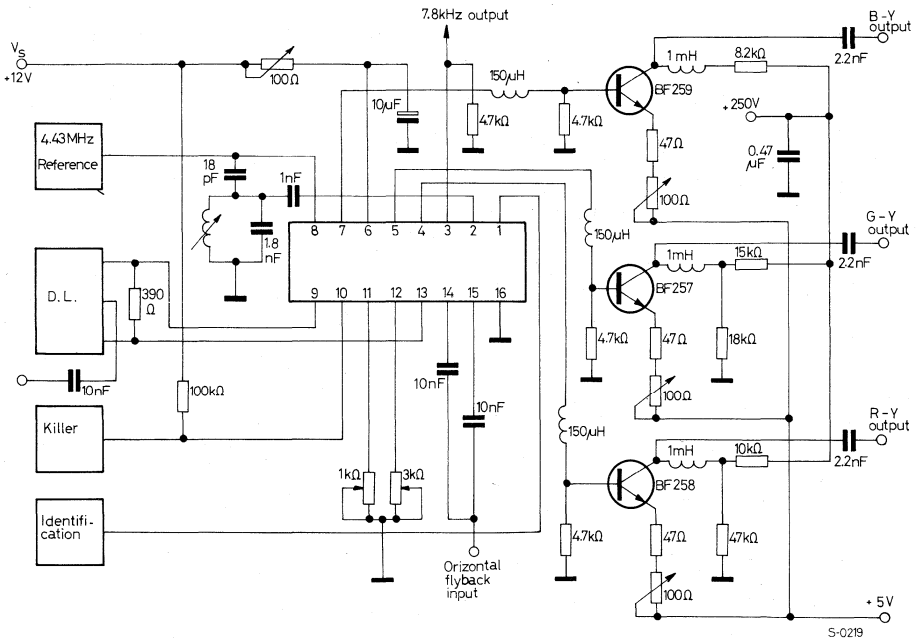 7.8kHz output
B-Y
output
Vs
+12V
100Ω
150µH
1mH
8.2kΩ
2.2nF
BF259
10µF
4.7kΩ
4.7kΩ
+250V
0.47
µF
47Ω
100Ω
4.43MHz
Reference
18
pF
1nF
1.8
nF
8 7 6 5 4 3 2 1
9 10 11 12 13 14 15 16
150µH
G-Y
output
1mH
15kΩ
2.2nF
BF257
D.L.
390
Ω
4.7kΩ
47Ω
18kΩ
100Ω
10nF
10nF
10nF
100kΩ
Killer
150µH
R-Y
output
1mH
10kΩ
2.2nF
BF258
1kΩ
3kΩ
Identifi-
cation
4.7kΩ
47Ω
47kΩ
100Ω
Orizontal
flyback
input
+5V
S-0219